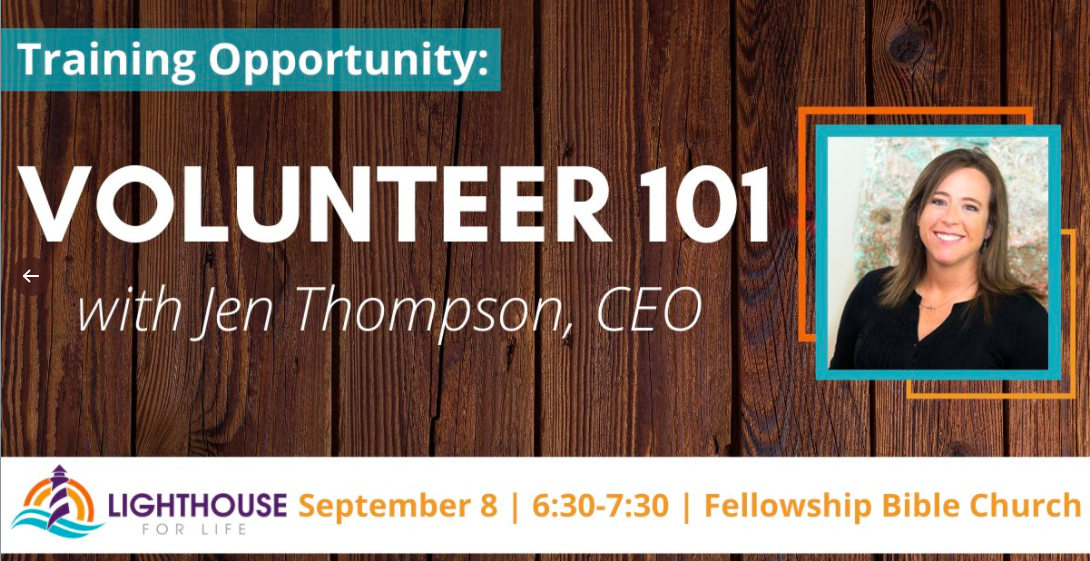 Training Opportunity:
VOLUNTEER 101
with Jen Thompson, CEO
LIGHTHOUSE
FOR LIFE
September 8 | 6:30-7:30 | Fellowship Bible Church